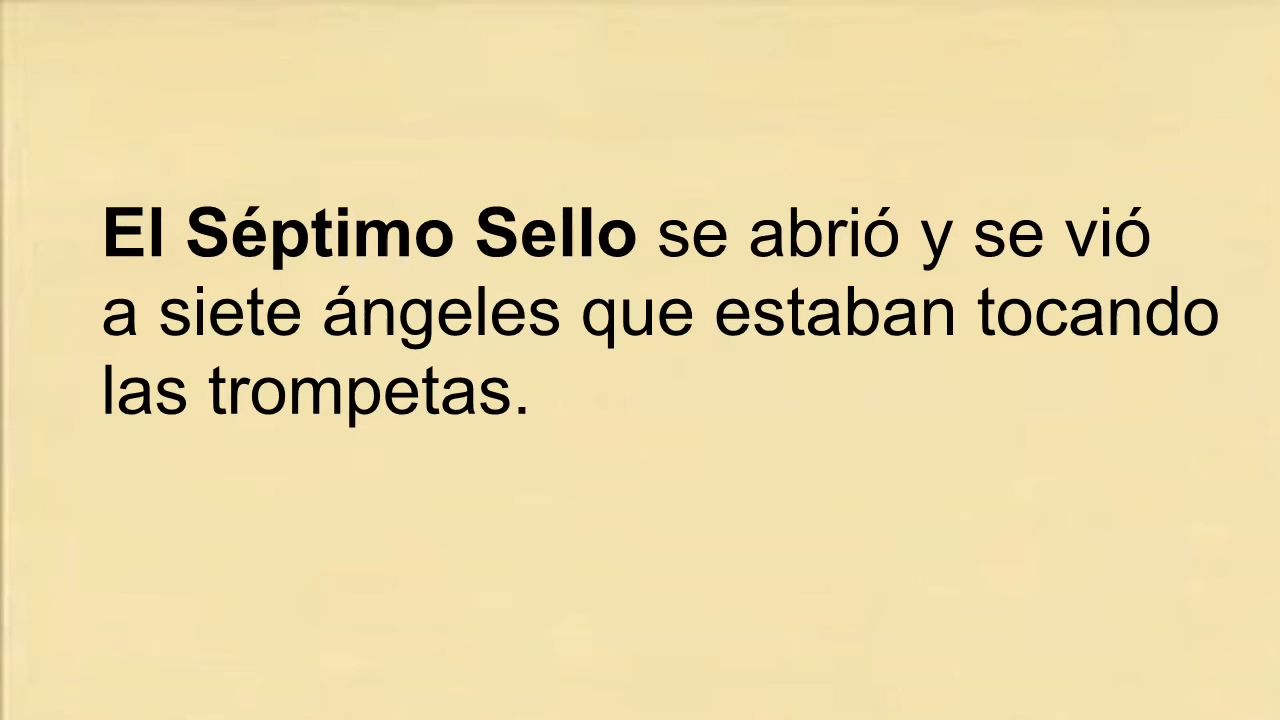 El Séptimo Sello se abrió y se vió
a siete ángeles que estaban tocando
las trompetas.